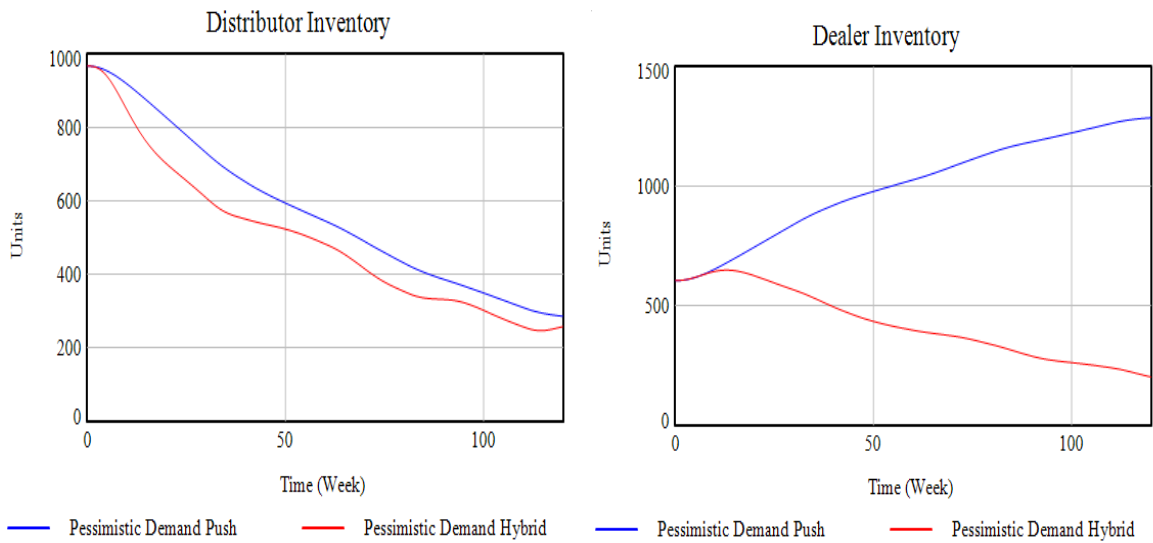 Distributor Inventory
1000
800
600
400
200
0
Units
0 50 100
Time (Week)
Pessimistic Demand Push Pessimistic Demand Hybrid
Dealer Inventory
1500
1000
500
0
Units
0 50 100
Time (Week)
Pessimistic Demand Push Pessimistic Demand Hybrid